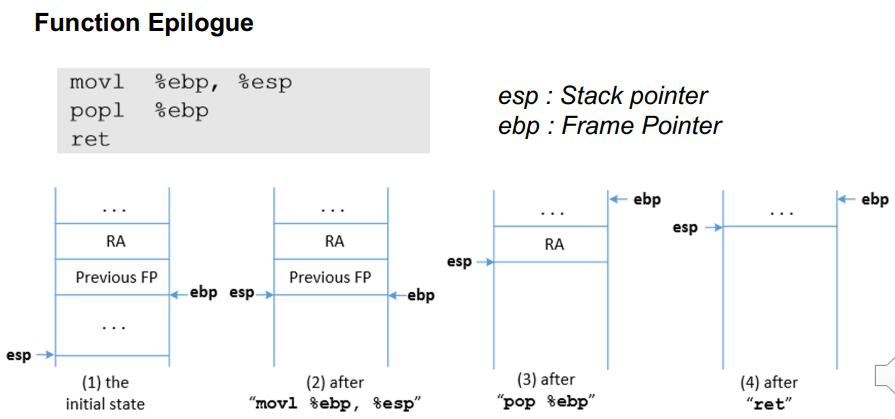 Function Epilogue
movl %ebp, %esp
popl %ebp
ret
esp : Stack pointer
ebp : Frame Pointer
...
RA
Previous FP
ebp
...
esp
(1) the
initial state
...
RA
Previous FP
esp
ebp
(2) after
“movl %ebp, %esp”
ebp
...
RA
esp
(3) after
“pop %ebp”
ebp
...
esp
(4) after
“ret”